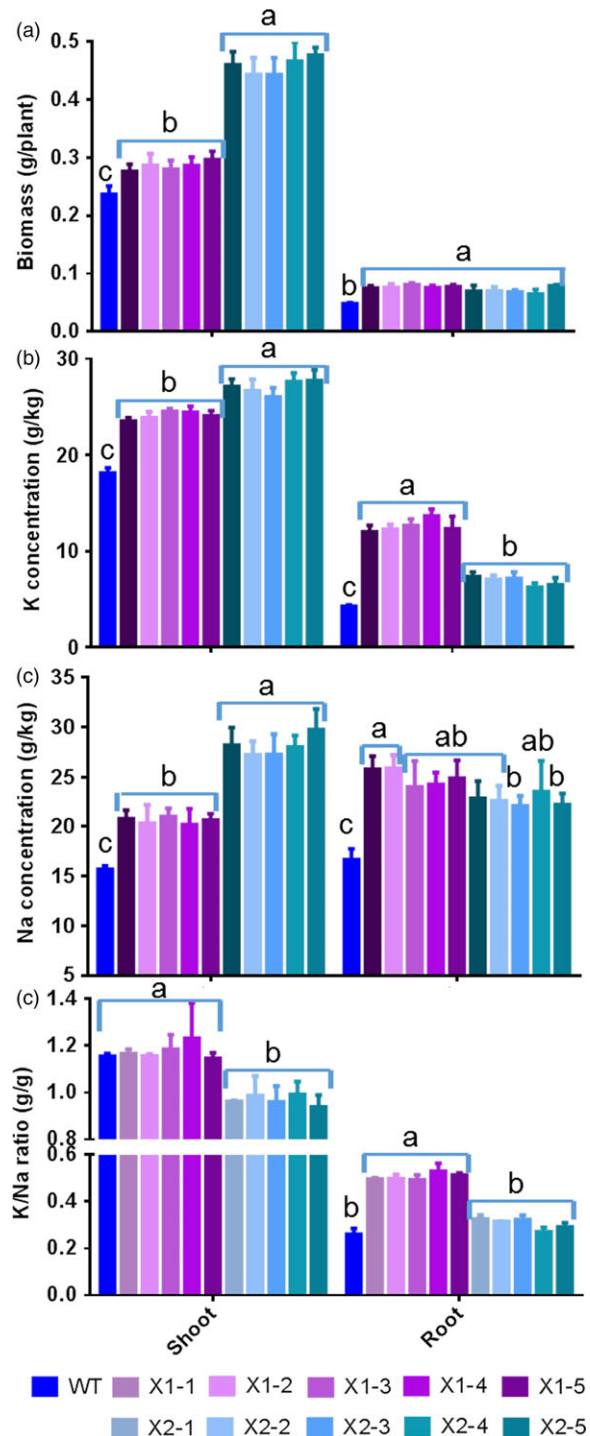 (a)
Biomass (g/plant)
0.5
0.4
0.3
0.2
0.1
0.0
c
b
a
b
a
(b)
K concentration (g/kg)
30
20
10
0
c
b
a
c
a
b
(c)
Na concentration (g/kg)
35
30
25
20
15
10
5
c
b
a
c
a
ab
b
ab
b
(c)
K/Na ratio (g/g)
1.4
1.2
1.0
0.8
0.6
0.4
0.2
0.0
a
b
b
a
b
Shoot
Root
WT X1-1 X1-2 X1-3 X1-4 X1-5
X2-1 X2-2 X2-3 X2-4 X2-5